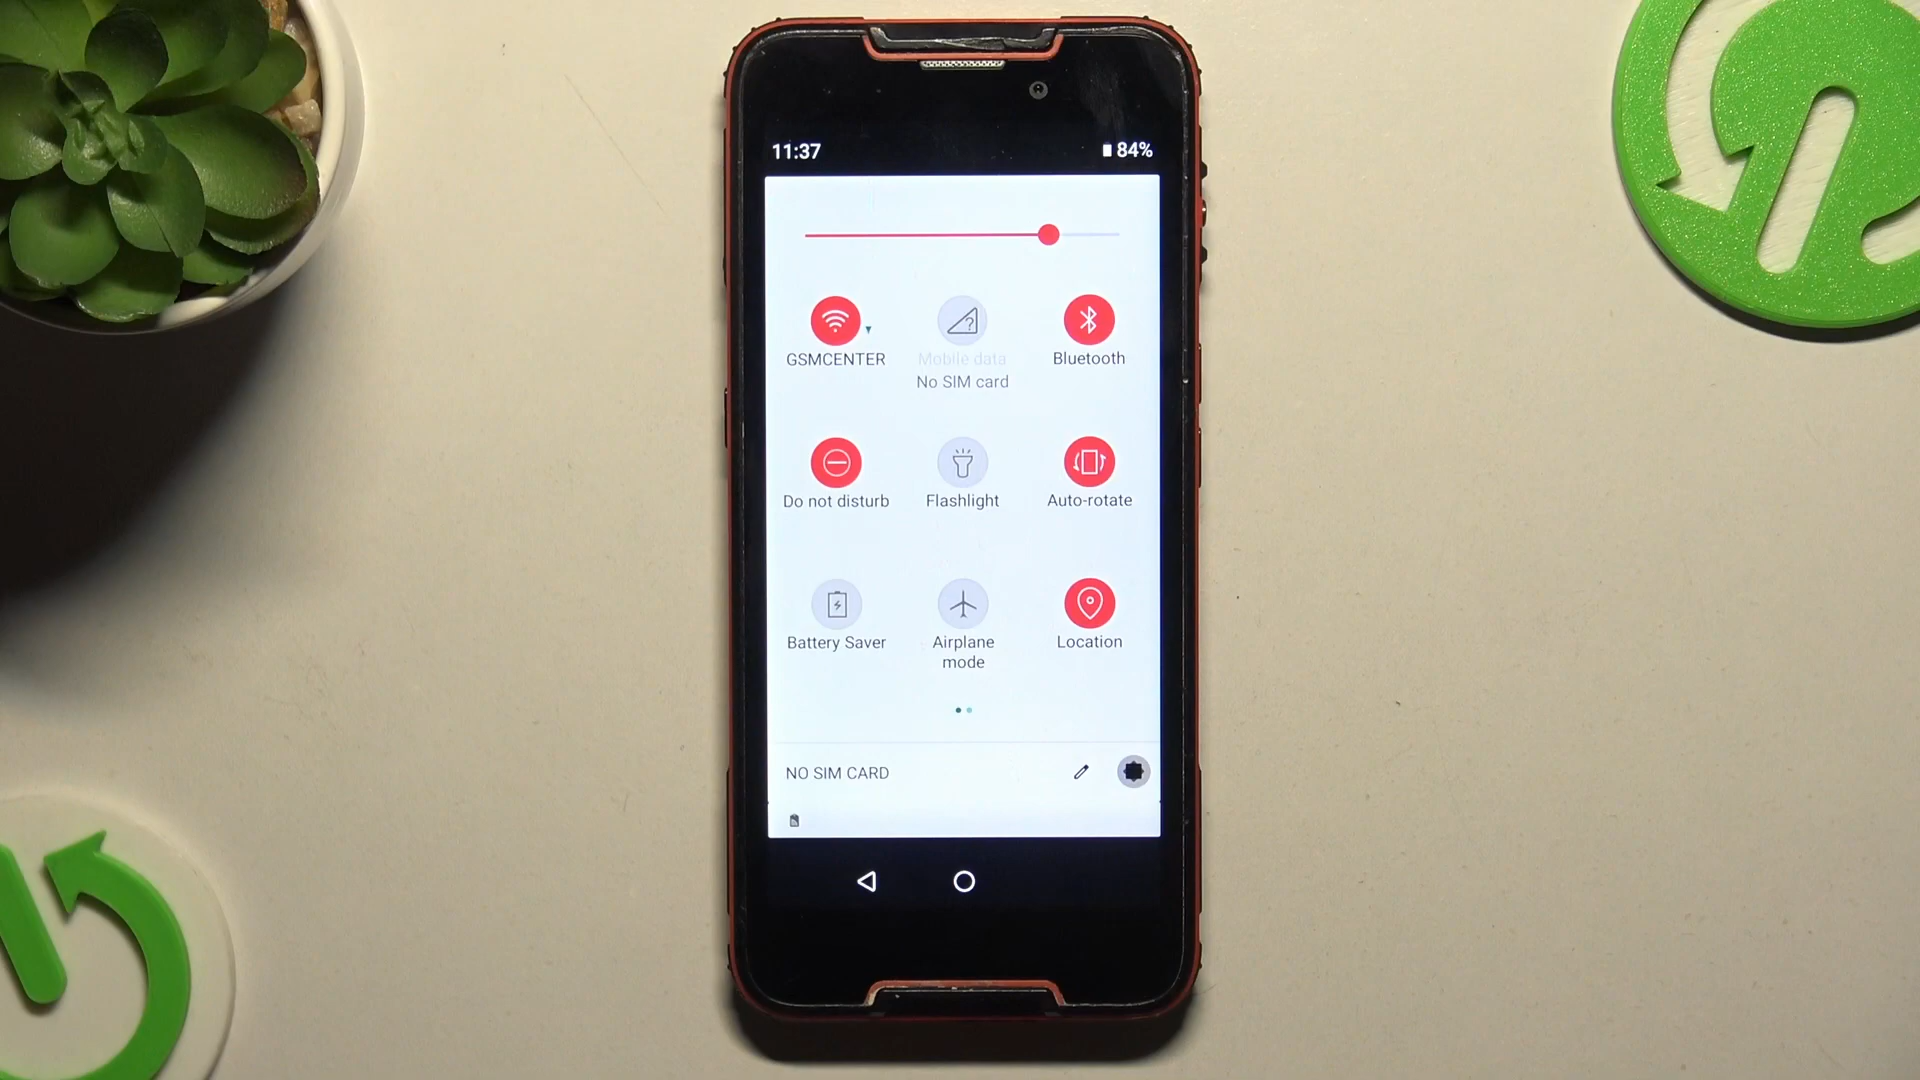 11:37
84%
GSMCENTER
Mobile data
No SIM card
Bluetooth
Do not disturb
Flashlight
Auto-rotate
Battery Saver
Airplane
mode
Location
NO SIM CARD